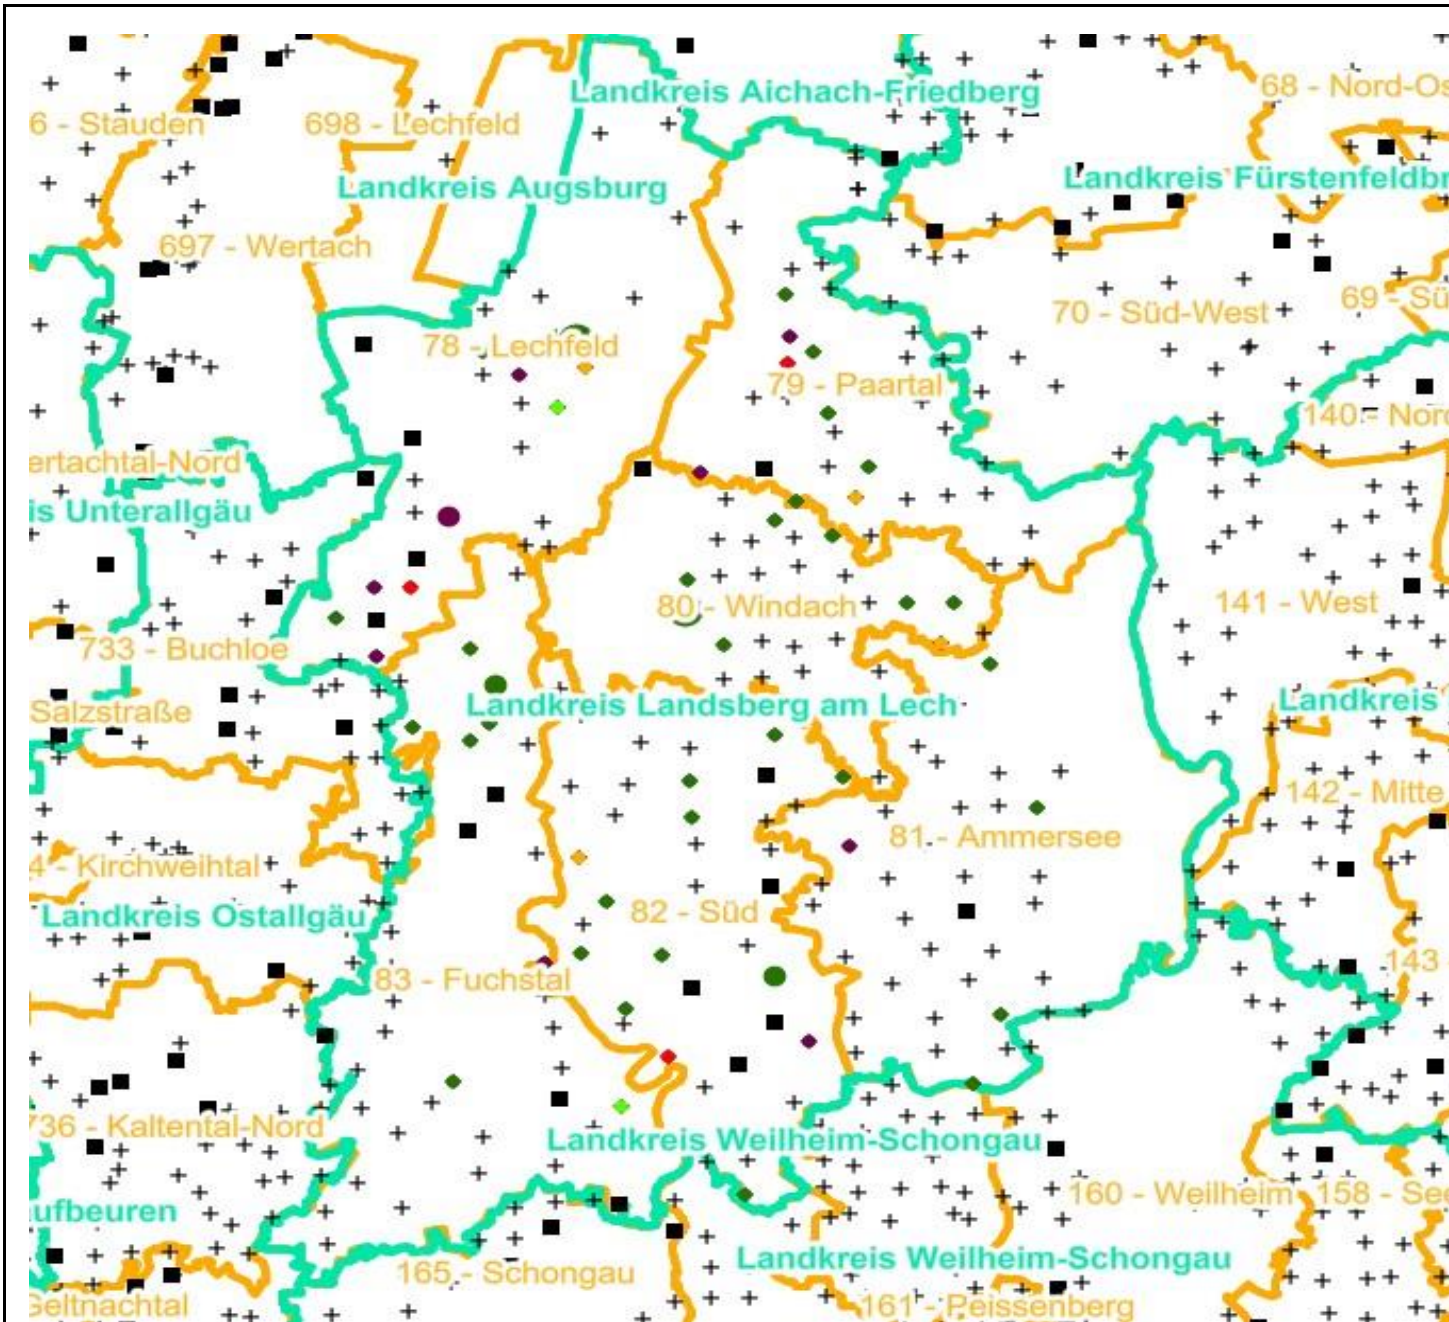 Landkreis Aichach-Friedberg
68 - Nord-Os
6 - Stauden
698 - Lechfeld
Landkreis Augsburg
Landkreis Fürstenfeldbr
697 - Wertach
69 - Sü
70 - Süd-West
78 - Lechfeld
79 - Paartal
140 - Nord
ertachtal-Nord
is Unterallgäu
80 - Windach
141 - West
733 - Buchloe
Landkreis Landsberg am Lech
Landkreis
Salzstraße
142 - Mitte
81 - Ammersee
4 - Kirchweihtal
Landkreis Ostallgäu
82 - Süd
143 -
83 - Fuchstal
736 - Kaltental-Nord
Landkreis Weilheim-Schongau
160 - Weilheim
158 - See
ufbeuren
Landkreis Weilheim-Schongau
165 - Schongau
Geltnachtal
161 - Peissenberg